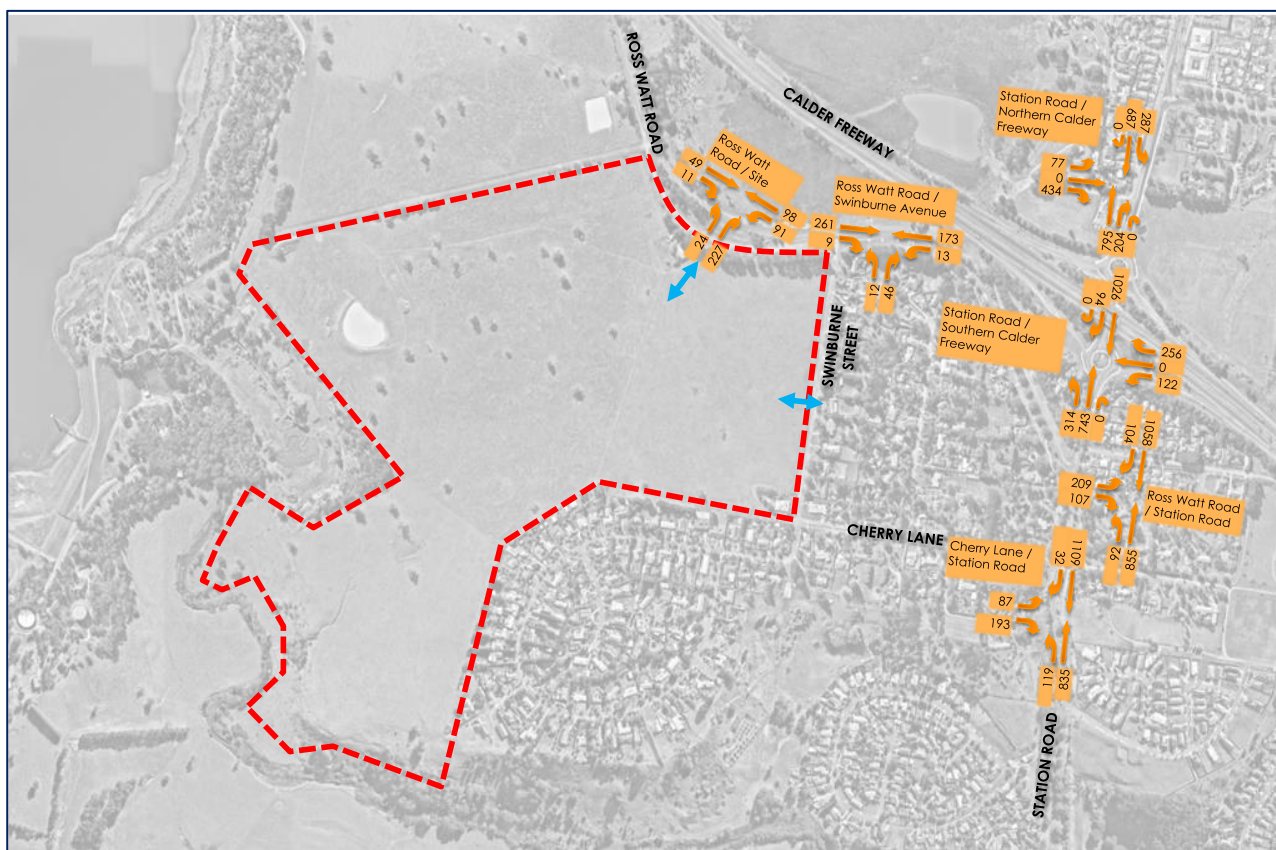 ROSS WATT ROAD
CALDER FREEWAY
Station Road /
Northern Calder
Freeway
0
687
287
77
0
434
795
204
0
Ross Watt
Road / Site
49
11
98
91
24
227
Ross Watt Road /
Swinburne Avenue
261
9
173
13
12
46
SWINBURNE
STREET
Station Road /
Southern Calder
Freeway
0
94
1026
256
0
122
314
743
0
104
1058
209
107
Ross Watt Road
/ Station Road
92
855
CHERRY LANE
Cherry Lane /
Station Road
32
1109
87
193
119
835
STATION ROAD